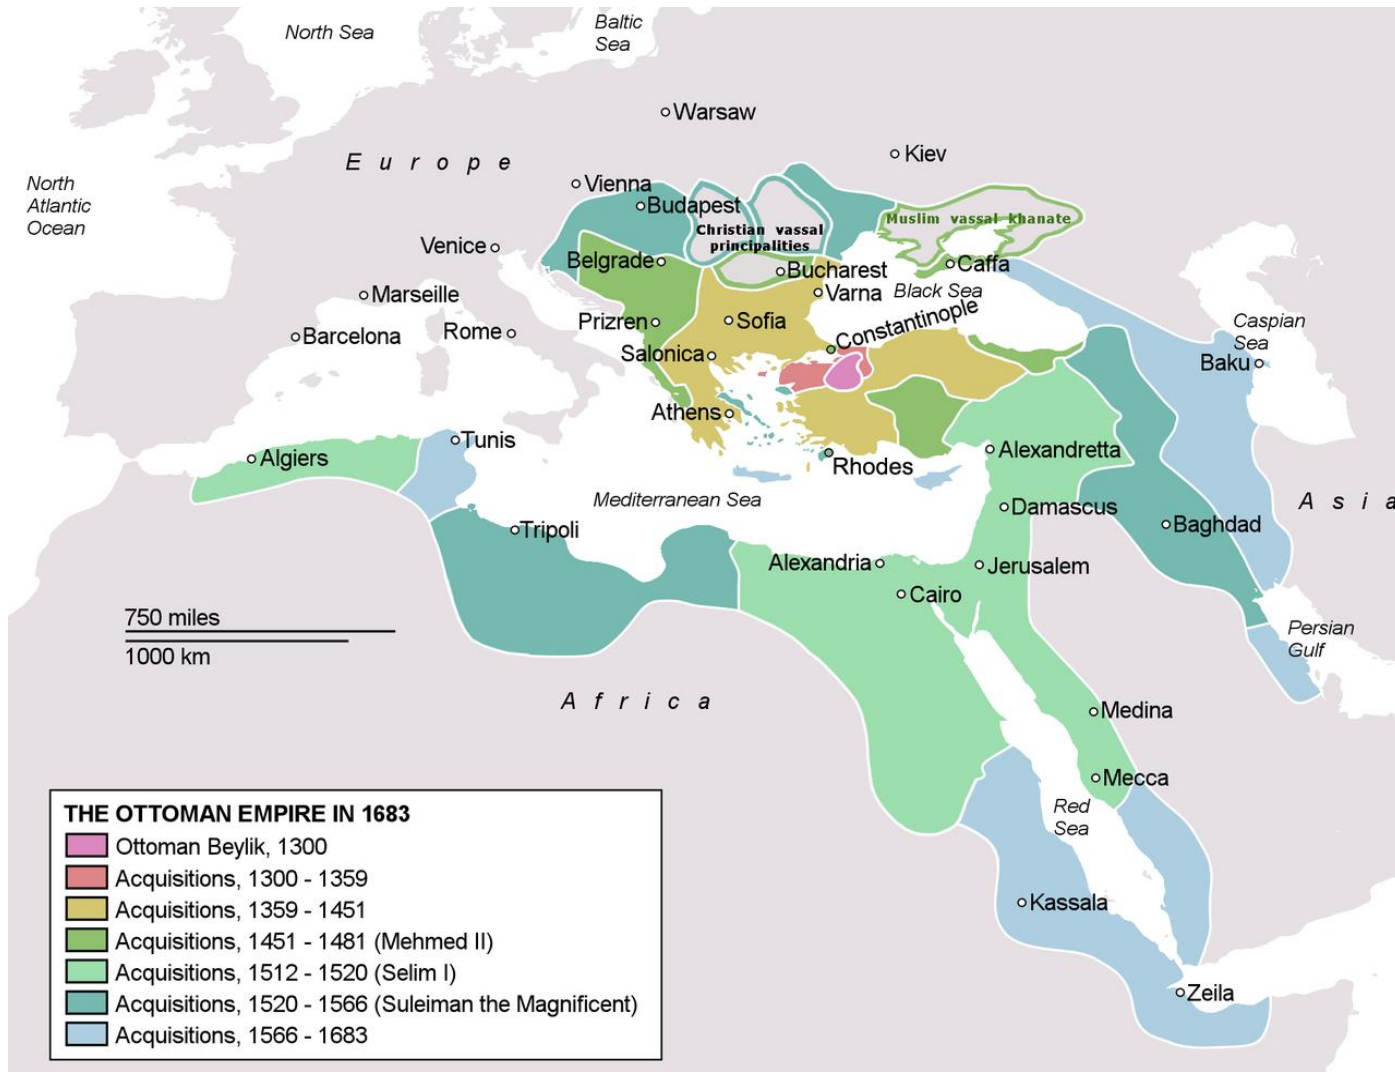 North Sea
Baltic
Sea
Warsaw
Kiev
Europe
North
Atlantic
Ocean
Vienna
Budapest
Christian vassal
principalities
Muslim vassal khanate
Venice
Belgrade
Bucharest
Caffa
Marseille
Varna
Black Sea
Barcelona
Rome
Prizren
Sofia
Constantinople
Caspian
Sea
Salonica
Baku
Athens
Tunis
Algiers
Rhodes
Alexandretta
Mediterranean Sea
Damascus
Asia
Tripoli
Baghdad
Alexandria
Jerusalem
Cairo
750 miles
1000 km
Persian
Gulf
Africa
Medina
Mecca
Red
Sea
Kassala
Zeila
THE OTTOMAN EMPIRE IN 1683
Ottoman Beylik, 1300
Acquisitions, 1300 - 1359
Acquisitions, 1359 - 1451
Acquisitions, 1451 - 1481 (Mehmed II)
Acquisitions, 1512 - 1520 (Selim I)
Acquisitions, 1520 - 1566 (Suleiman the Magnificent)
Acquisitions, 1566 - 1683